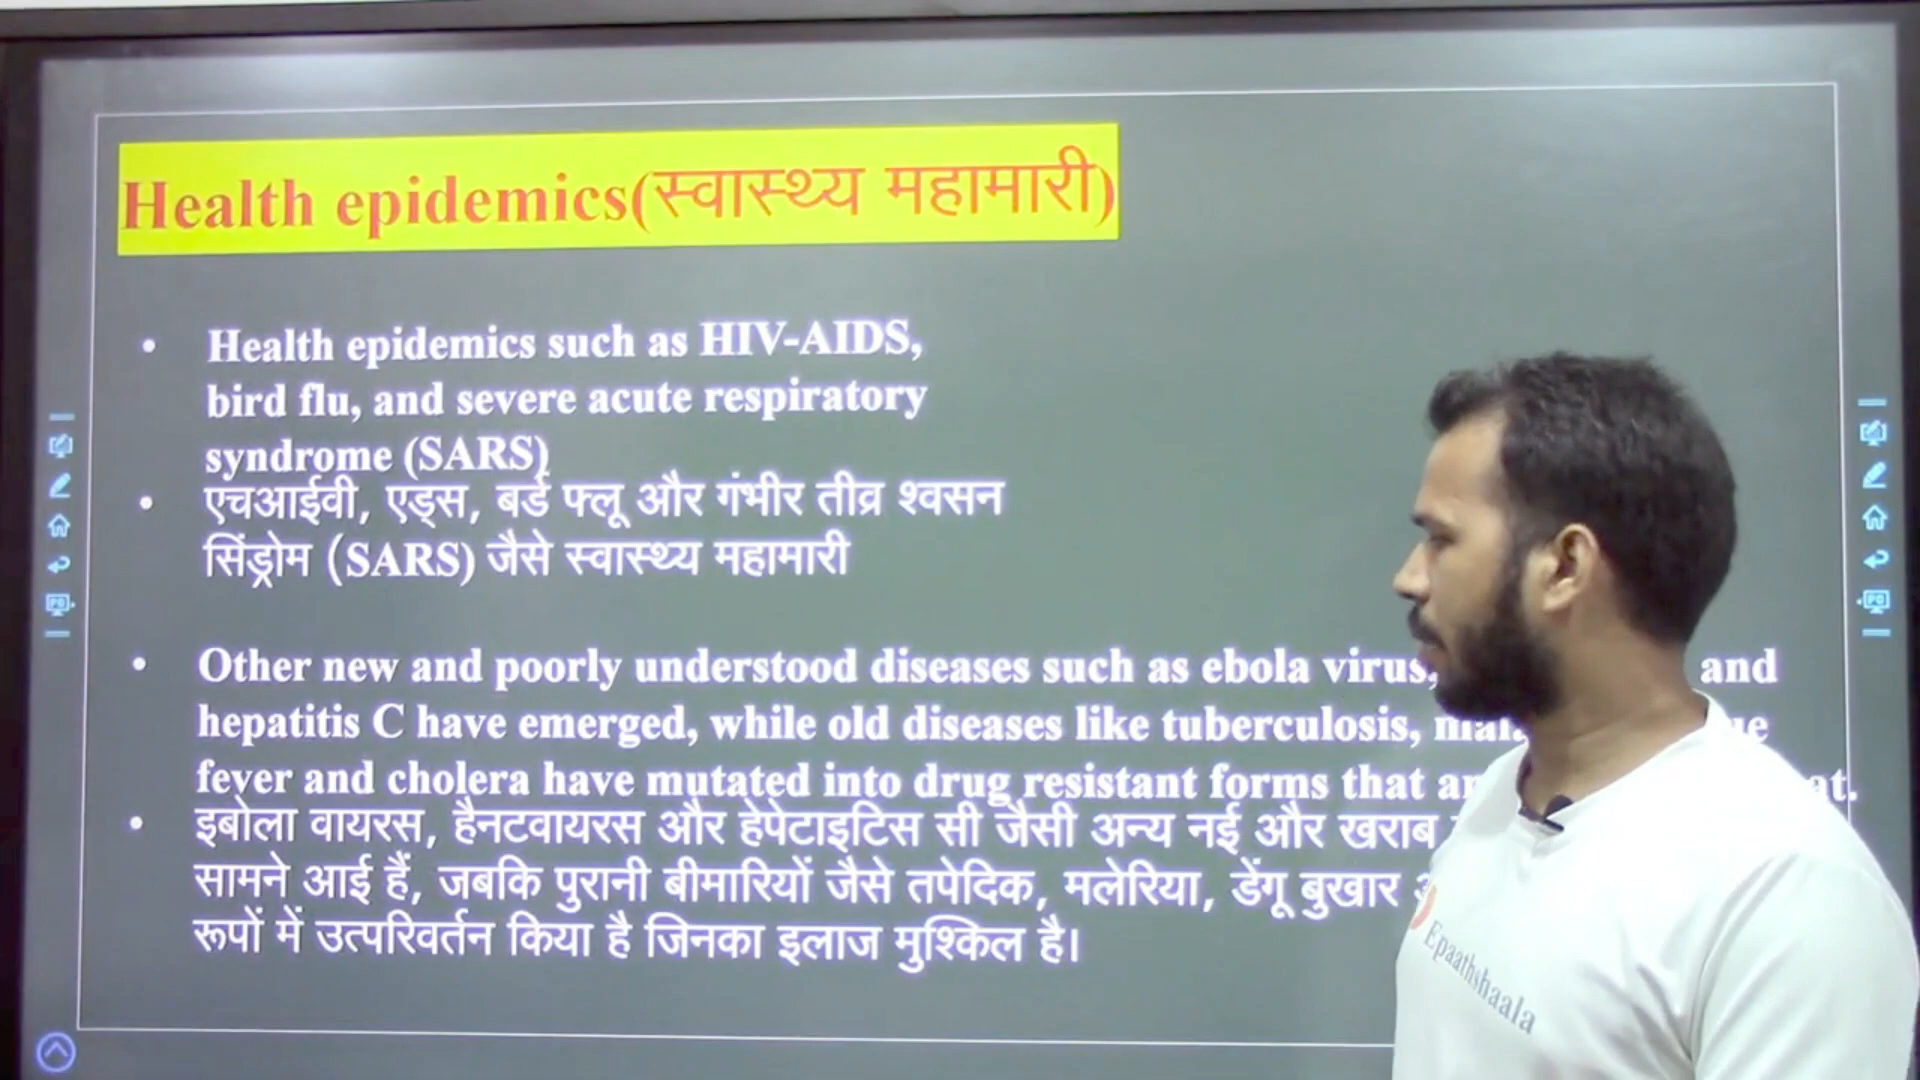 Health epidemics(स्वास्थ्य महामारी)
• Health epidemics such as HIV-AIDS,
bird flu, and severe acute respiratory
syndrome (SARS)
• एचआईवी, एड्स, बर्ड फ्लू और गंभीर तीव्र श्वसन
सिंड्रोम (SARS) जैसे स्वास्थ्य महामारी
• Other new and poorly understood diseases such as ebola virus, and
hepatitis C have emerged, while old diseases like tuberculosis,
fever and cholera have mutated into drug resistant forms that
• इबोला वायरस, हैनटवायरस और हेपेटाइटिस सी जैसी अन्य नई और खराब
सामने आई हैं, जबकि पुरानी बीमारियों जैसे तपेदिक, मलेरिया, डेंगू बुखार
रूपों में उत्परिवर्तन किया है जिनका इलाज मुश्किल है।
Epaathshaala